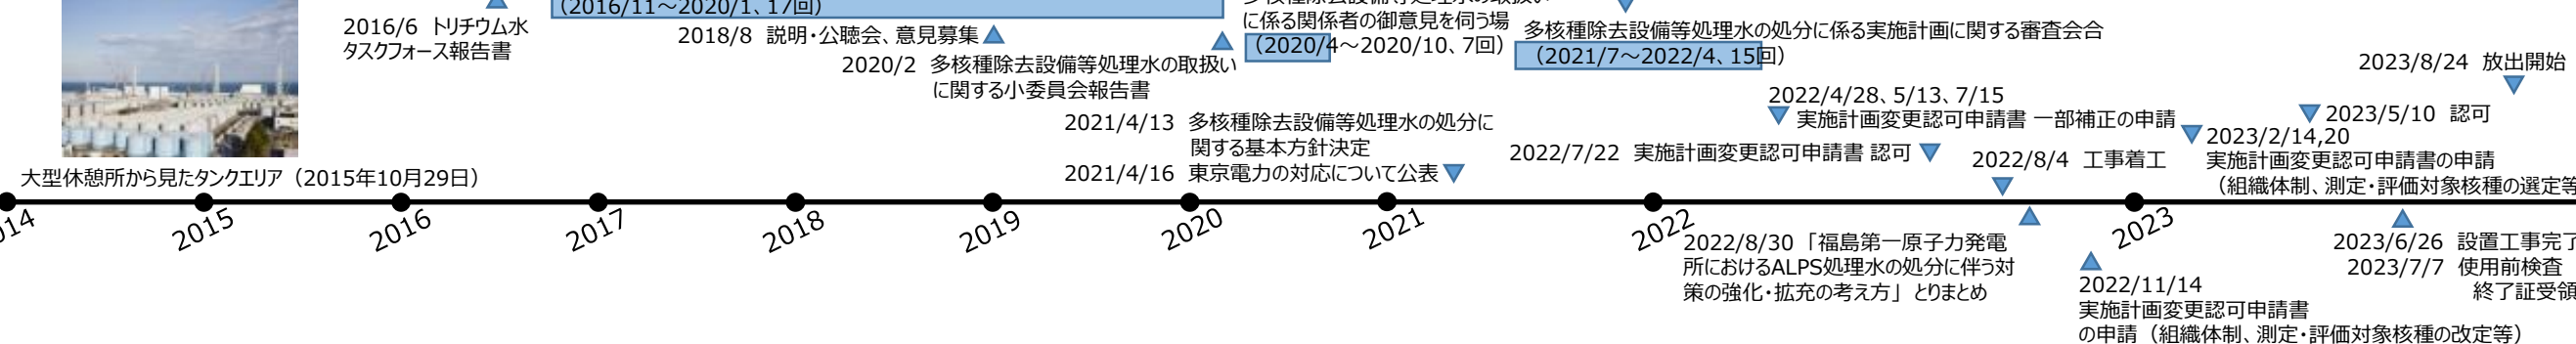 （2016/11～2020/1、17回）
2016/6 トリチウム水
タスクフォース報告書
2018/8 説明・公聴会、意見募集
2020/2 多核種除去設備等処理水の取扱い
に関する小委員会報告書
に係る関係者の御意見を伺う場
（2020/4～2020/10、7回）
多核種除去設備等処理水の処分に係る実施計画に関する審査会合
（2021/7～2022/4、15回）
2023/8/24 放出開始
2022/4/28、5/13、7/15
実施計画変更認可申請書 一部補正の申請
2023/5/10 認可
2021/4/13 多核種除去設備等処理水の処分に
関する基本方針決定
2021/4/16 東京電力の対応について公表
2022/7/22 実施計画変更認可申請書 認可
2022/8/4 工事着工
2023/2/14,20
実施計画変更認可申請書の申請
（組織体制、測定・評価対象核種の選定等
大型休憩所から見たタンクエリア（2015年10月29日）
14
2015
2016
2017
2018
2019
2020
2021
2022
2023
2022/8/30「福島第一原子力発電
所におけるALPS処理水の処分に伴う対
策の強化・拡充の考え方」とりまとめ
2022/11/14
実施計画変更認可申請書
の申請（組織体制、測定・評価対象核種の改定等）
2023/6/26 設置工事完了
2023/7/7 使用前検査
終了証受領